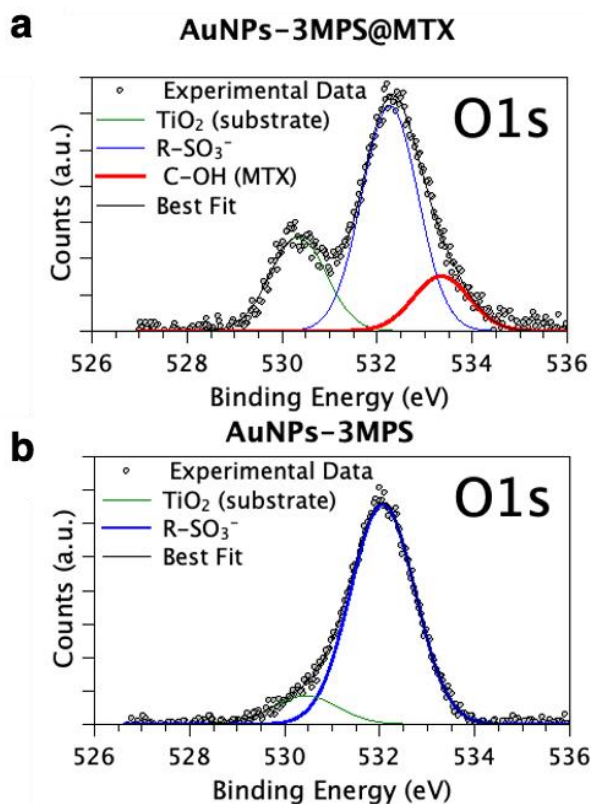 a
AuNPs-3MPS@MTX
Experimental Data
TiO₂ (substrate)
R-SO₃⁻
C-OH (MTX)
Best Fit
O1s
Counts (a.u.)
526 528 530 532 534 536
Binding Energy (eV)
b
AuNPs-3MPS
Experimental Data
TiO₂ (substrate)
R-SO₃⁻
Best Fit
O1s
Counts (a.u.)
526 528 530 532 534 536
Binding Energy (eV)